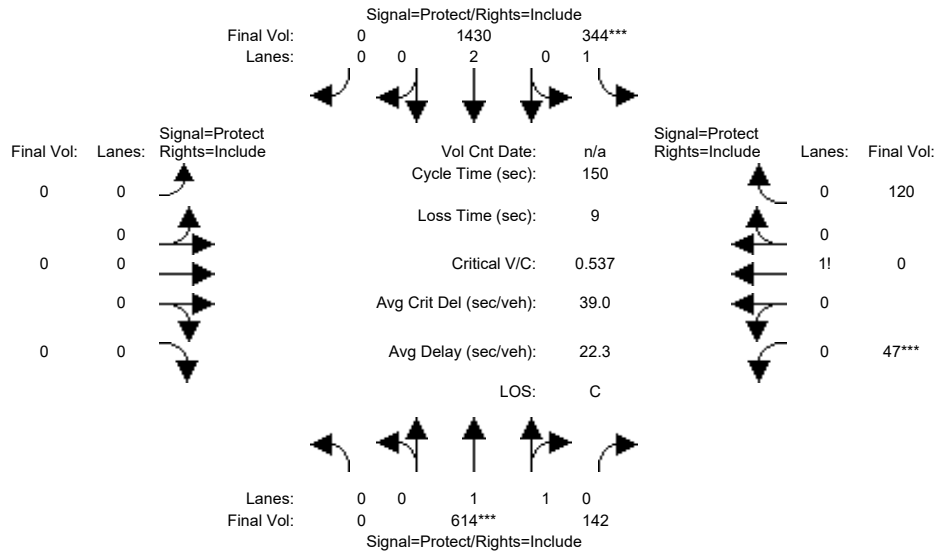 Signal=Protect/Rights=Include
Final Vol: 0 1430 344***
Lanes: 0 0 2 0 1
Signal=Protect Signal=Protect
Final Vol: Lanes: Rights=Include Vol Cnt Date: n/a Rights=Include Lanes: Final Vol:
Cycle Time (sec): 150
0 0 0 120
Loss Time (sec): 9
0 0
0 0 Critical V/C: 0.537 1! 0
0 Avg Crit Del (sec/veh): 39.0 0
0 0 Avg Delay (sec/veh): 22.3 0 47***
LOS: C
Lanes: 0 0 1 1 0
Final Vol: 0 614*** 142
Signal=Protect/Rights=Include